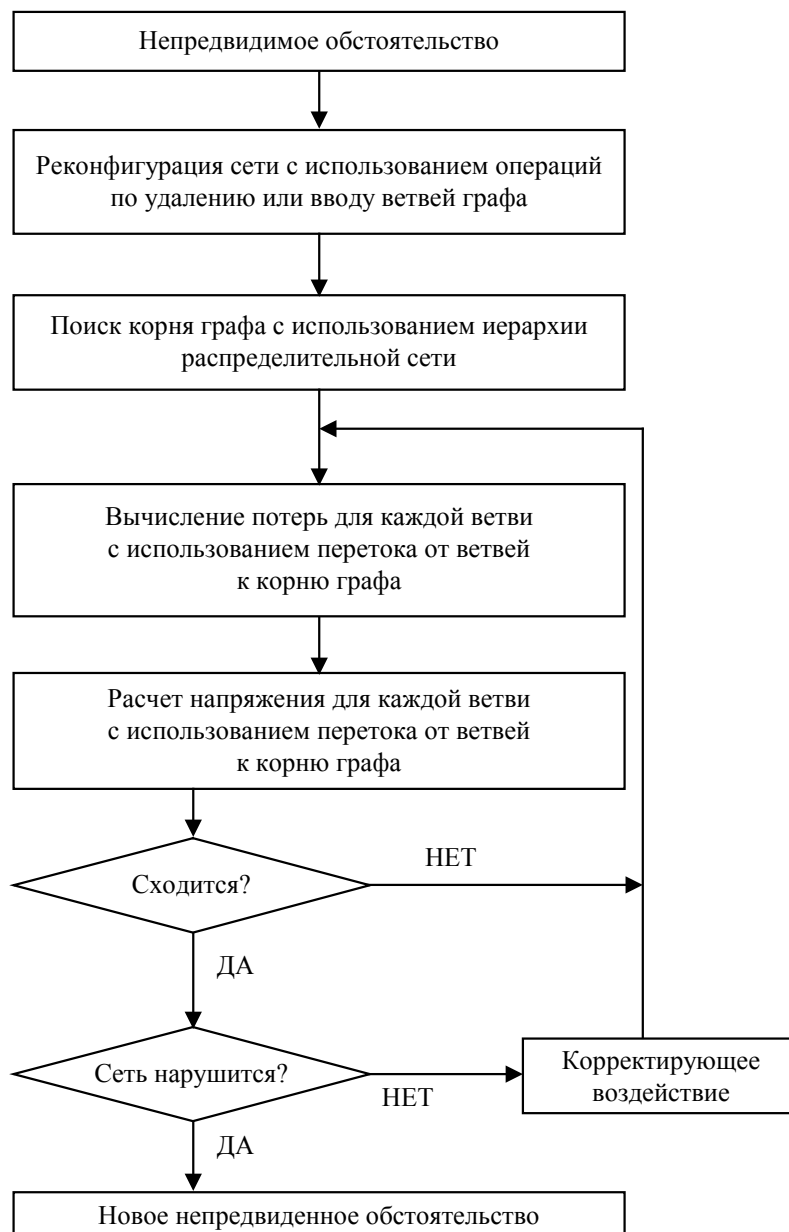 Непредвидимое обстоятельство
Реконфигурация сети с использованием операций
по удалению или вводу ветвей графа
Поиск корня графа с использованием иерархии
распределительной сети
Вычисление потерь для каждой ветви
с использованием перетока от ветвей
к корню графа
Расчет напряжения для каждой ветви
с использованием перетока от ветвей
к корню графа
Сходится?
НЕТ
ДА
Сеть нарушится?
НЕТ
Корректирующее
воздействие
ДА
Новое непредвиденное обстоятельство